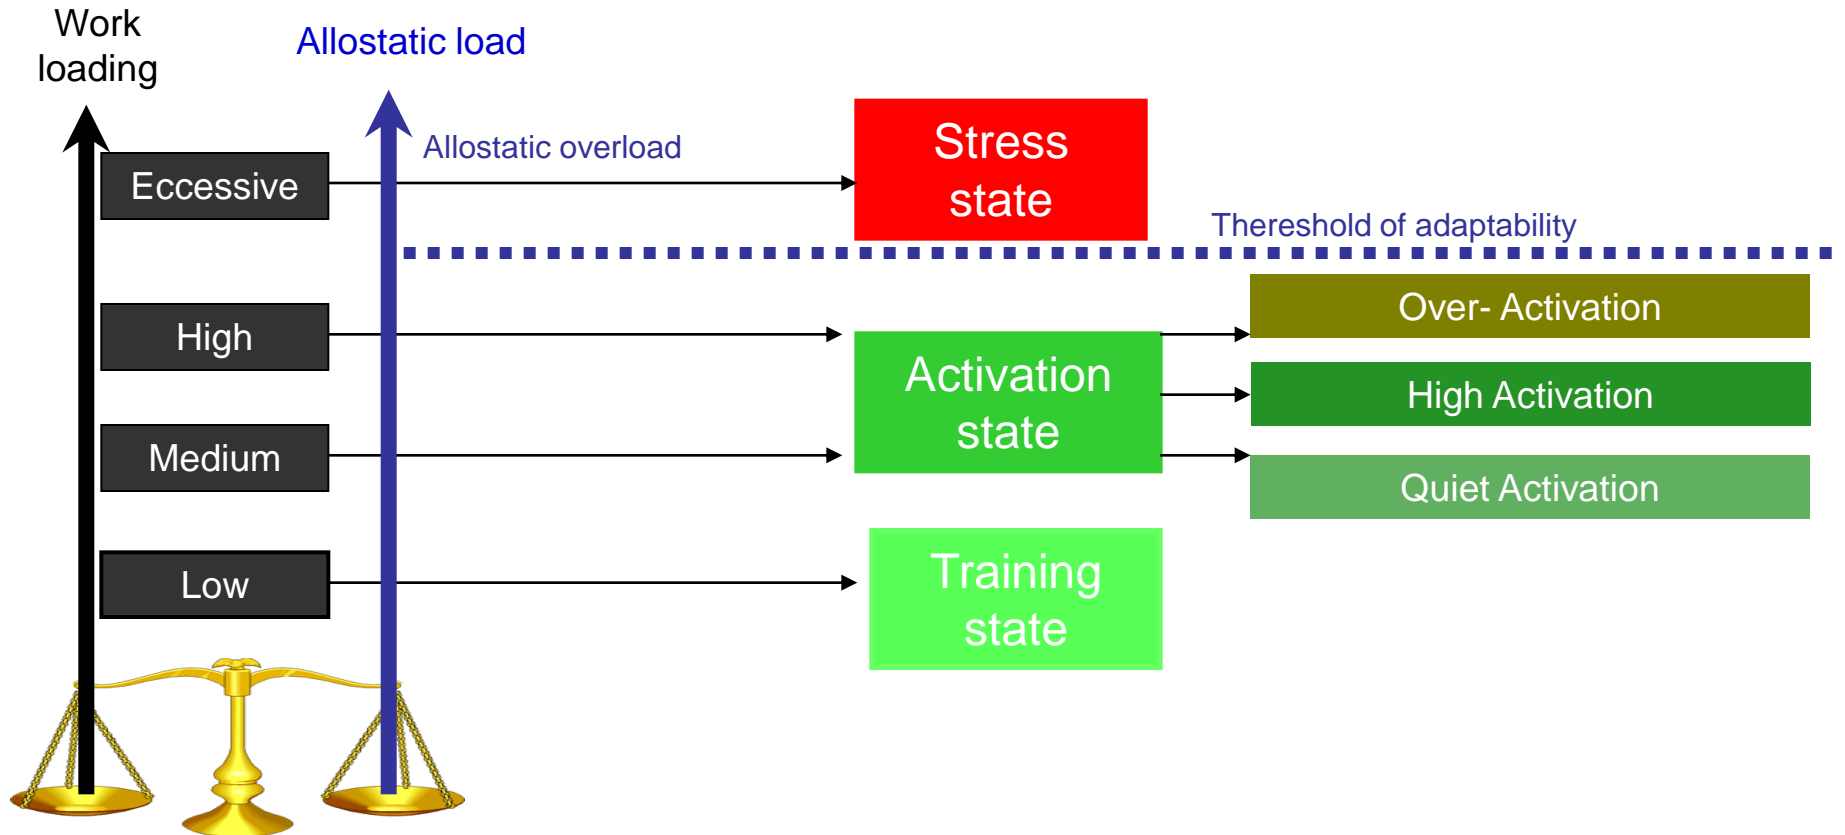 Work
loading
Allostatic load
Allostatic overload
Eccessive
Stress
state
Thereshold of adaptability
High
Activation
state
Over- Activation
High Activation
Medium
Quiet Activation
Low
Training
state